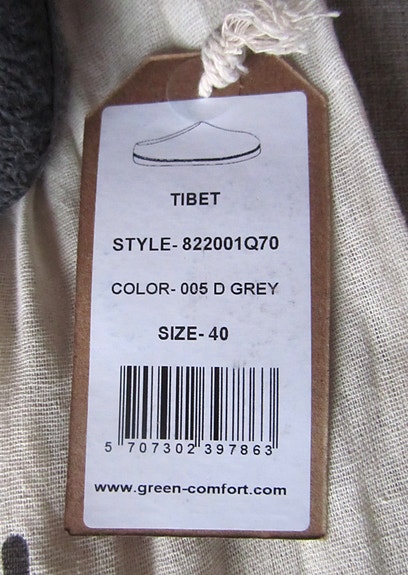 TIBET
STYLE- 822001Q70
COLOR- 005 D GREY
SIZE- 40
5 707302 397863
www.green-comfort.com